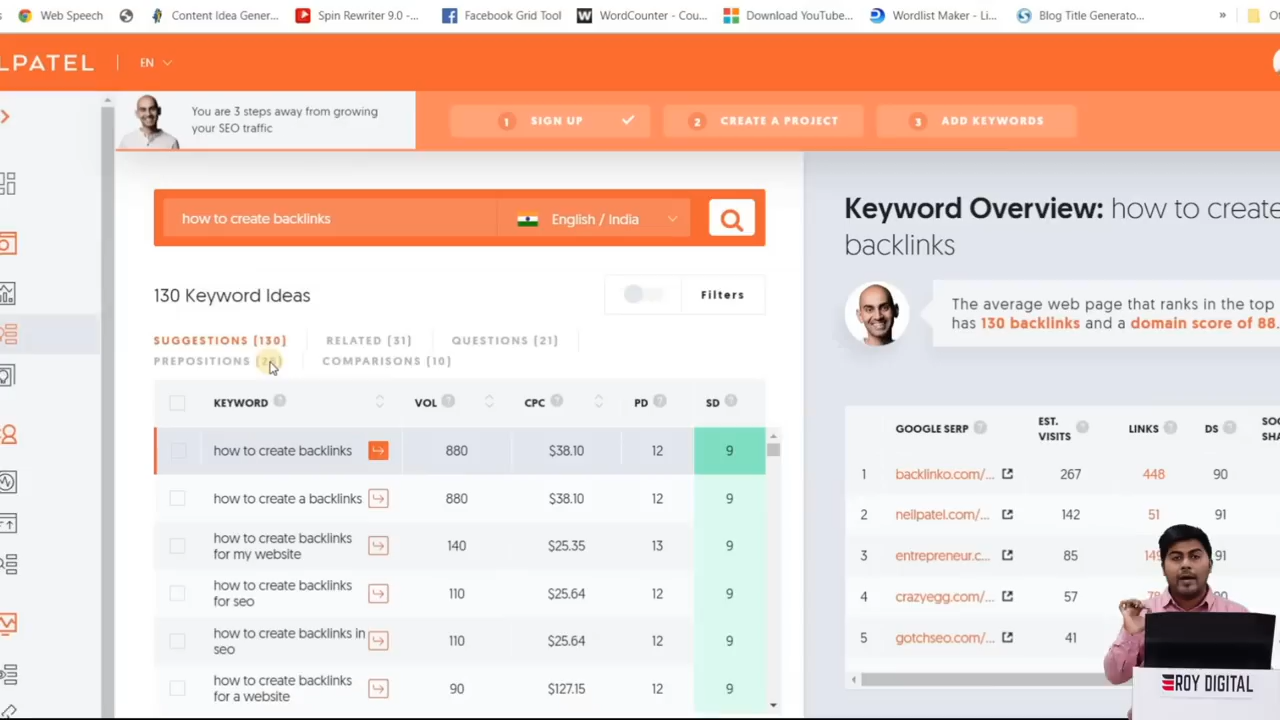 Web Speech
Content Idea Gener...
Spin Rewriter 9.0 -...
Facebook Grid Tool
WordCounter - Cou...
Download YouTube...
Wordlist Maker - Li...
Blog Title Generato...
»
LPATEL
EN
You are 3 steps away from growing
your SEO traffic
1 SIGN UP
2 CREATE A PROJECT
3 ADD KEYWORDS
how to create backlinks
English / India
Keyword Overview: how to create
backlinks
130 Keyword Ideas
Filters
The average web page that ranks in the top
has 130 backlinks and a domain score of 88.
SUGGESTIONS (130) RELATED (31) QUESTIONS (21)
PREPOSITIONS COMPARISONS (10)
KEYWORD VOL CPC PD SD
how to create backlinks 880 $38.10 12 9
how to create a backlinks 880 $38.10 12 9
how to create backlinks
for my website 140 $25.35 13 9
how to create backlinks
for seo 110 $25.64 12 9
how to create backlinks in
seo 110 $25.64 12 9
how to create backlinks
for a website 90 $127.15 12 9
GOOGLE SERP EST.
VISITS LINKS DS
1 backlinko.com/... 267 448 90
2 neilpatel.com/... 142 51 91
3 entrepreneur.c... 85 91
4 crazyegg.com/... 57
5 gotchseo.com/... 41
ROY DIGITAL